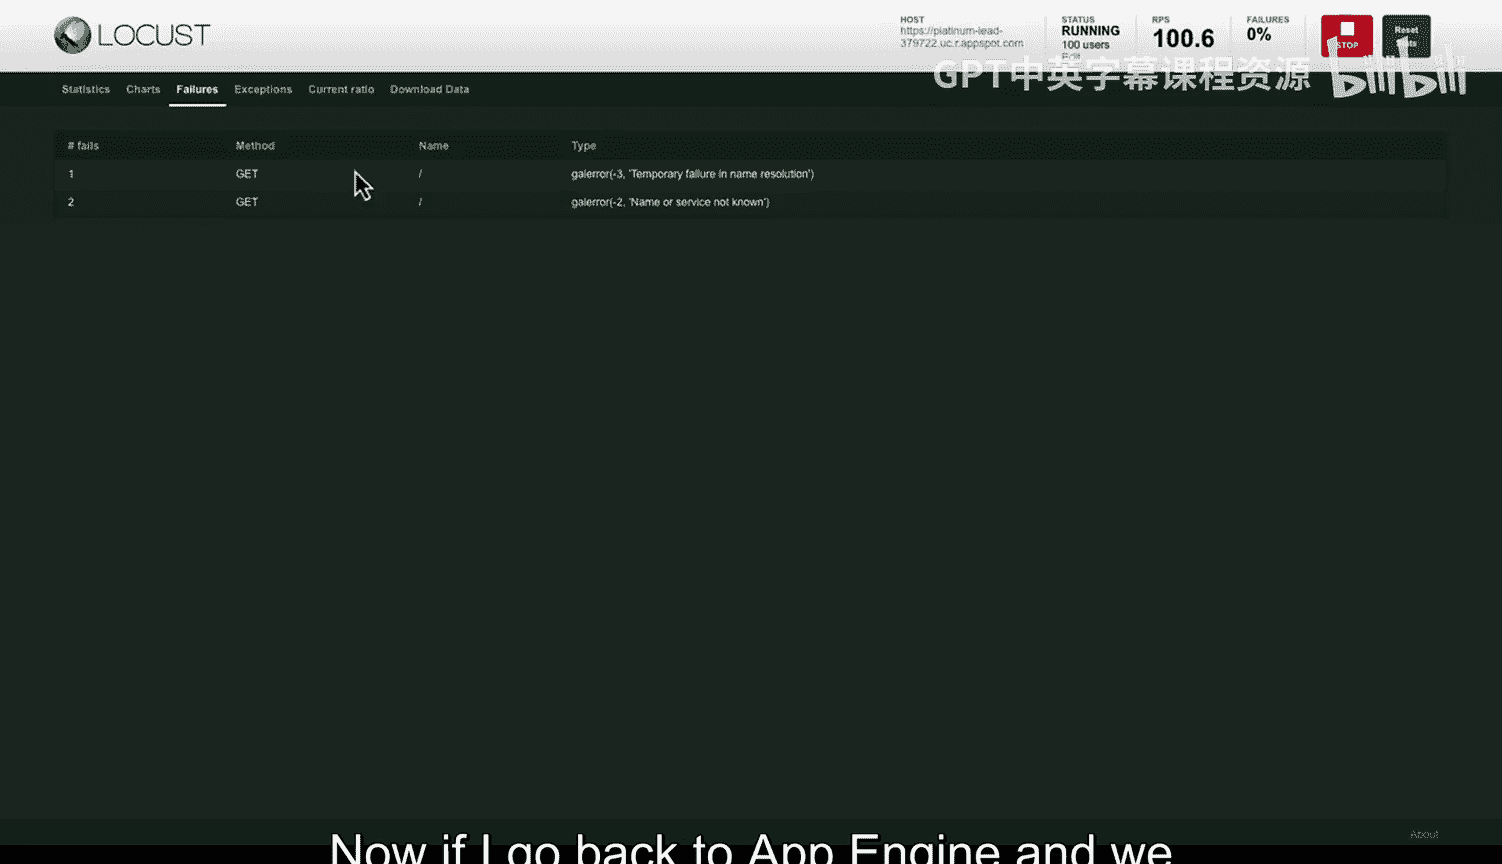 LOCUST
HOST
https://platinum-lead-
379722.uc.r.appspot.com
STATUS
RUNNING
100 users
Edit
RPS
100.6
FAILURES
0%
STOP
Reset
GPT中英字幕课程资源
bilibili
Statistics Charts Failures Exceptions Current ratio Download Data
# fails Method Name Type
1 GET / gaierror(-3, 'Temporary failure in name resolution')
2 GET / gaierror(-2, 'Name or service not known')
About
Now if I go back to App Engine and we